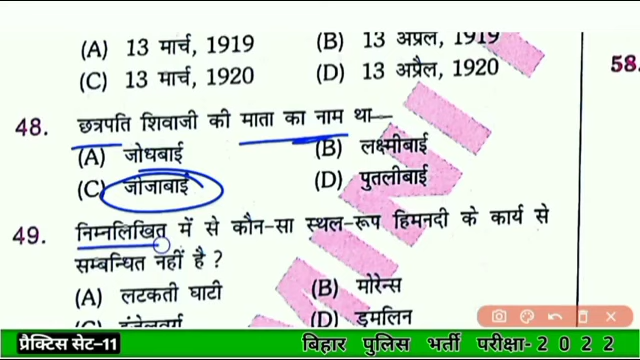 (A) 13 मार्च, 1919 (B) 13 अप्रैल, 1919
(C) 13 मार्च, 1920 (D) 13 अप्रैल, 1920
58.
48. छत्रपति शिवाजी की माता का नाम था—
(A) जोधबाई (B) लक्ष्मीबाई
(C) जीजाबाई (D) पुतलीबाई
49. निम्नलिखित में से कौन-सा स्थल-रूप हिमनदी के कार्य से
सम्बन्धित नहीं है ?
(A) लटकती घाटी (B) मोरेन्स
(D) ड्रमलिन
प्रैक्टिस सेट–11 बिहार पुलिस भर्ती परीक्षा-2022